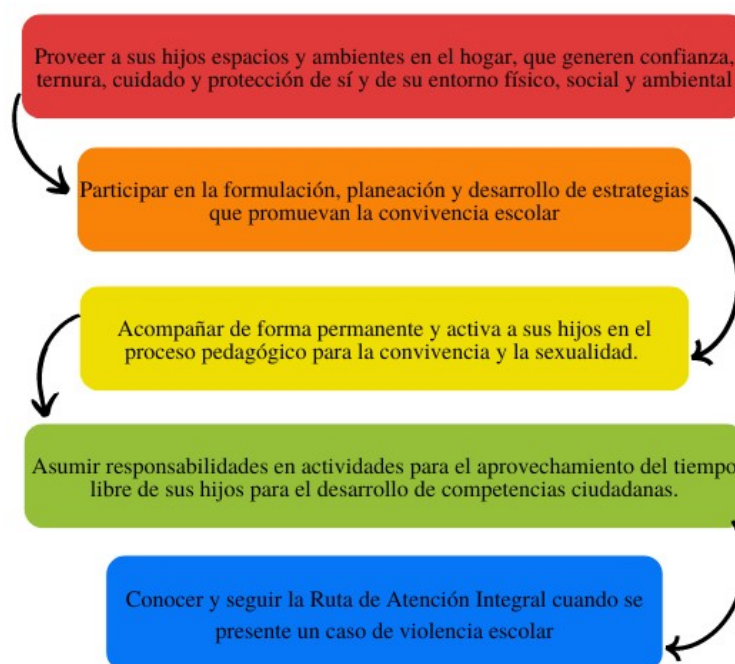 Proveer a sus hijos espacios y ambientes en el hogar, que generen confianza,
ternura, cuidado y protección de sí y de su entorno físico, social y ambiental
Participar en la formulación, planeación y desarrollo de estrategias
que promuevan la convivencia escolar
Acompañar de forma permanente y activa a sus hijos en el
proceso pedagógico para la convivencia y la sexualidad.
Asumir responsabilidades en actividades para el aprovechamiento del tiempo
libre de sus hijos para el desarrollo de competencias ciudadanas.
Conocer y seguir la Ruta de Atención Integral cuando se
presente un caso de violencia escolar